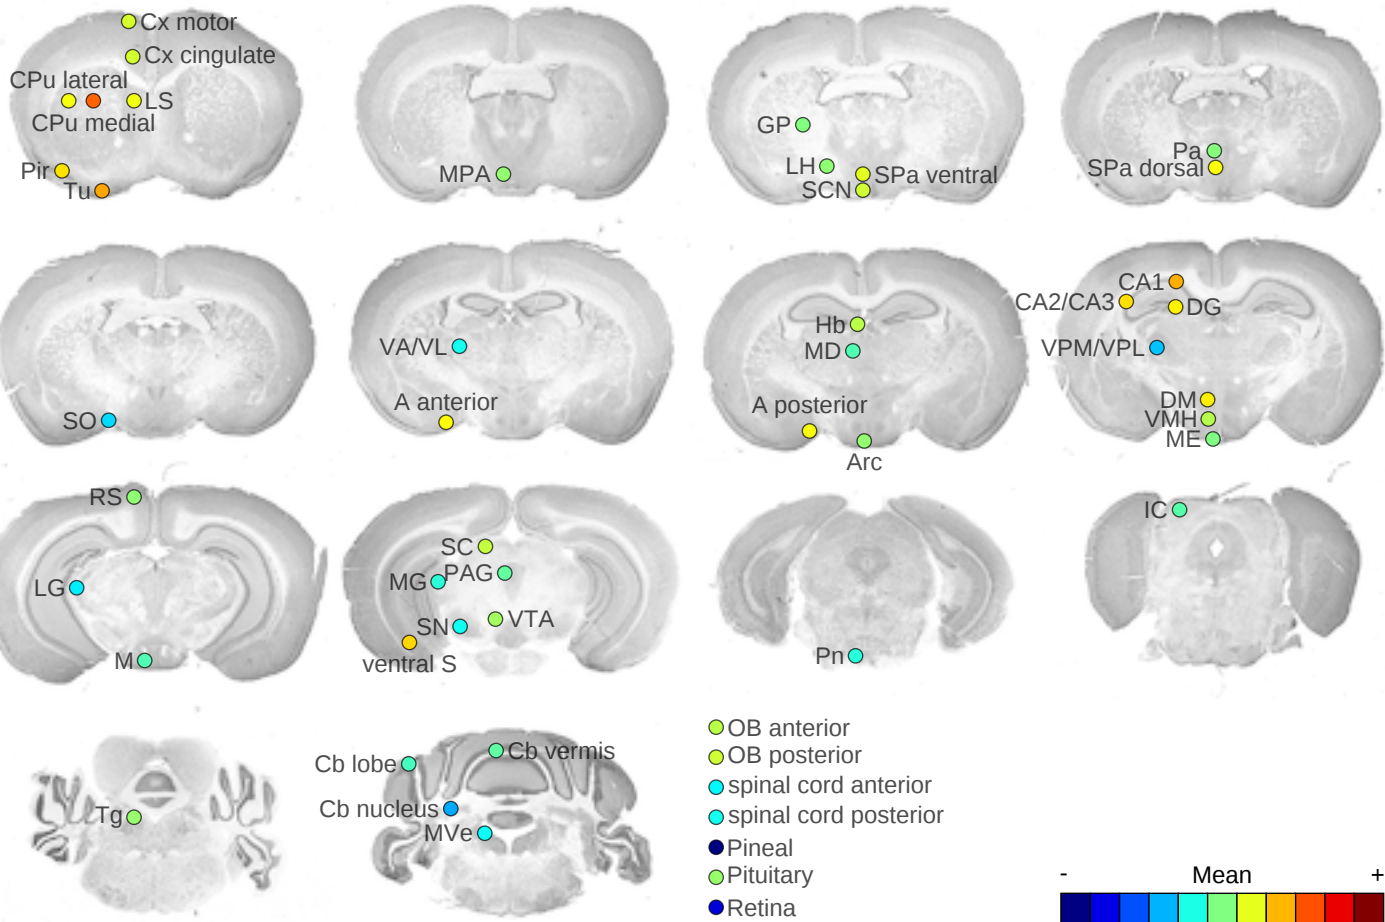 Cx motor
Cx cingulate
CPu lateral
LS
CPu medial
Pir
Tu
MPA
GP
LH
SPa ventral
SCN
Pa
SPa dorsal
SO
VA/VL
A anterior
Hb
MD
A posterior
Arc
CA1
CA2/CA3
DG
VPM/VPL
DM
VMH
ME
RS
LG
M
SC
MG
PAG
SN
VTA
ventral S
Pn
IC
Tg
Cb lobe
Cb vermis
Cb nucleus
MVe
OB anterior
OB posterior
spinal cord anterior
spinal cord posterior
Pineal
Pituitary
Retina
- Mean +